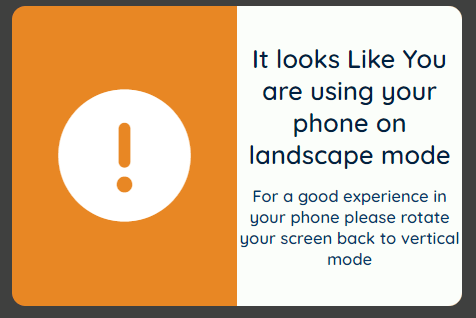 It looks Like You
are using your
phone on
landscape mode
For a good experience in
your phone please rotate
your screen back to vertical
mode